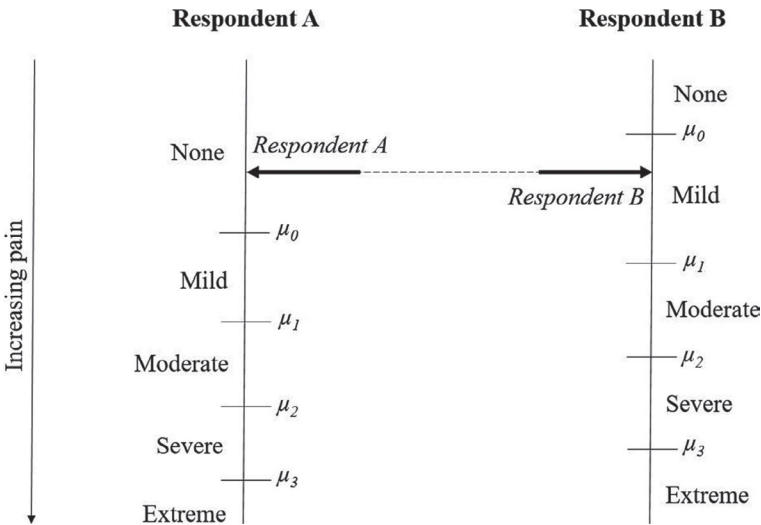 Respondent A
Respondent B
None
μ0
None
Respondent A
Respondent B
Mild
μ0
μ1
Mild
Moderate
μ1
μ2
Moderate
Severe
μ2
μ3
Severe
Extreme
μ3
Extreme
Increasing pain